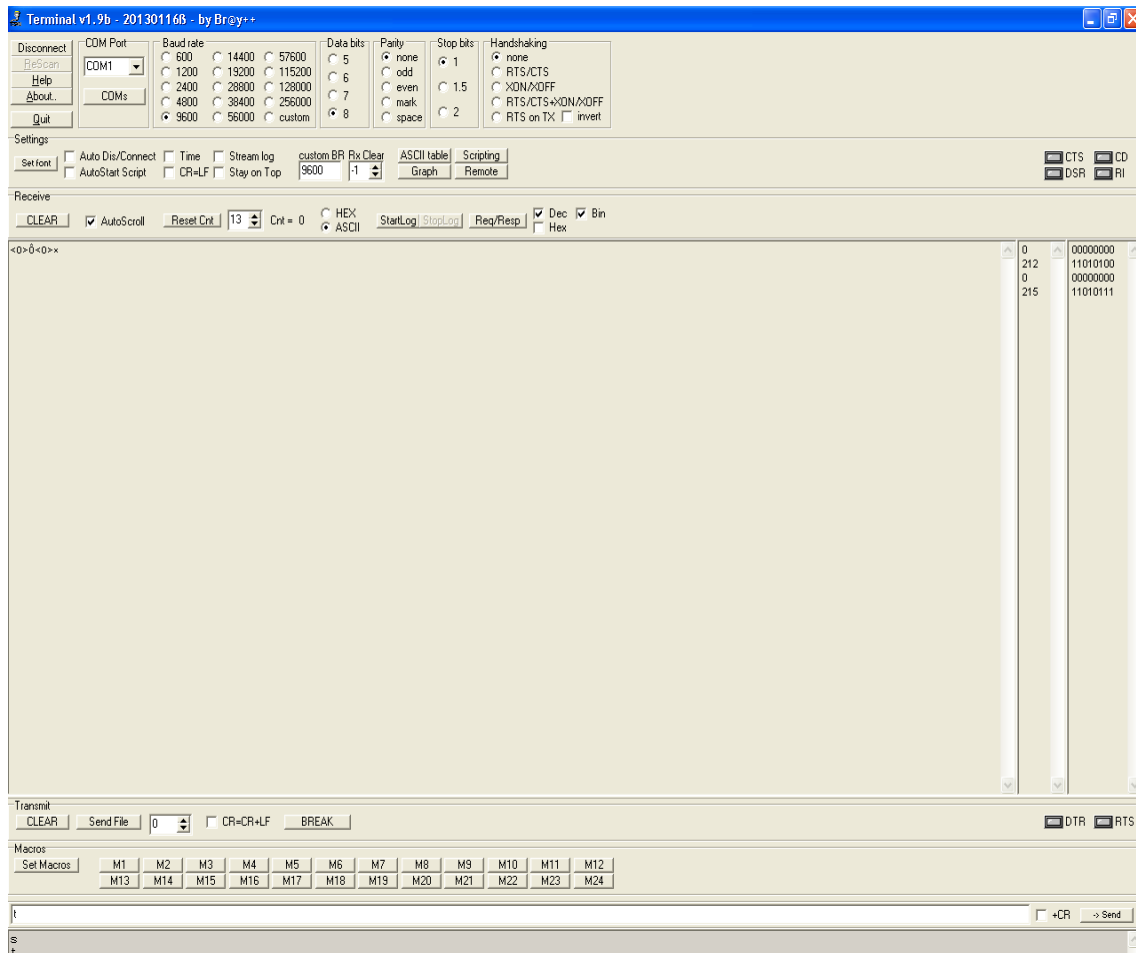 Terminal v1.9b - 20130116ß - by Br@y++
Disconnect
ReScan
Help
About..
Quit
COM Port
COM1
COMs
Baud rate
600 14400 57600
1200 19200 115200
2400 28800 128000
4800 38400 256000
9600 56000 custom
Data bits
5
6
7
8
Parity
none
odd
even
mark
space
Stop bits
1
1.5
2
Handshaking
none
RTS/CTS
XON/XOFF
RTS/CTS+XON/XOFF
RTS on TX invert
Settings
Set font
Auto Dis/Connect Time Stream log
AutoStart Script CR=LF Stay on Top
custom BR Rx Clear
9600 -1
ASCII table Scripting
Graph Remote
CTS CD
DSR RI
Receive
CLEAR AutoScroll Reset Cnt 13 Cnt = 0
HEX
ASCII
StartLog StopLog Req/Resp
Dec Bin
Hex
<0>Ô<0>×
0 00000000
212 11010100
0 00000000
215 11010111
Transmit
CLEAR Send File 0 CR=CR+LF BREAK DTR RTS
Macros
Set Macros M1 M2 M3 M4 M5 M6 M7 M8 M9 M10 M11 M12
M13 M14 M15 M16 M17 M18 M19 M20 M21 M22 M23 M24
t +CR -> Send
s
t